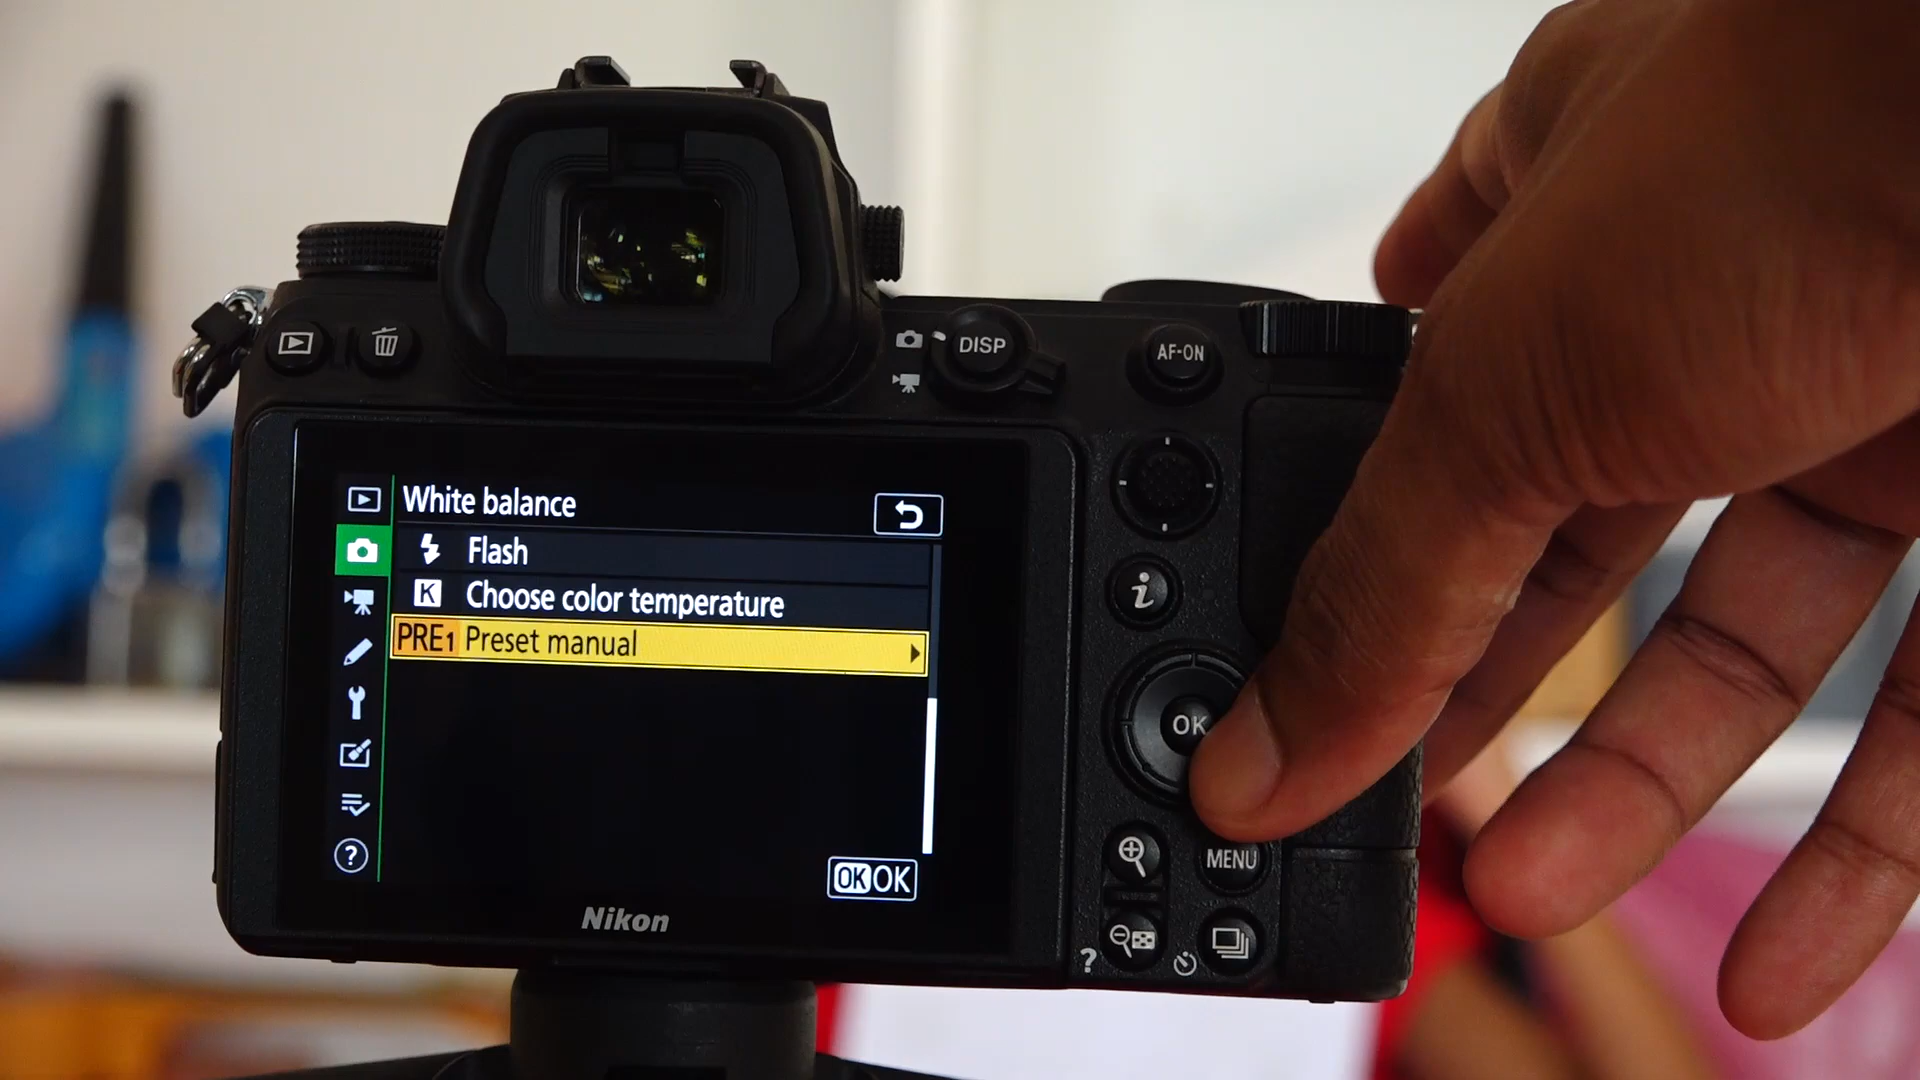 DISP
AF-ON
White balance
Flash
K Choose color temperature
PRE1 Preset manual
i
OK
?
OK OK
MENU
Nikon
?